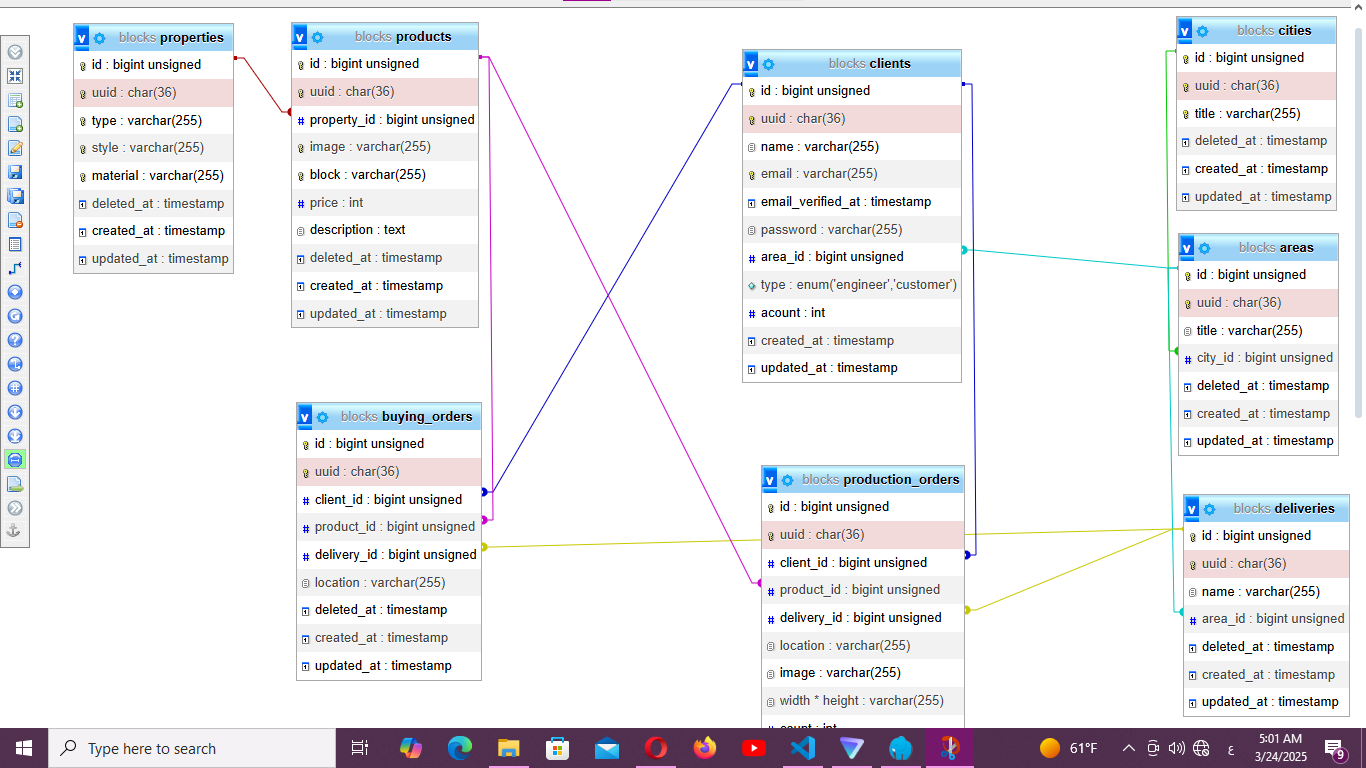 blocks properties
id : bigint unsigned
uuid : char(36)
type : varchar(255)
style : varchar(255)
material : varchar(255)
deleted_at : timestamp
created_at : timestamp
updated_at : timestamp
blocks products
id : bigint unsigned
uuid : char(36)
property_id : bigint unsigned
image : varchar(255)
block : varchar(255)
price : int
description : text
deleted_at : timestamp
created_at : timestamp
updated_at : timestamp
blocks clients
id : bigint unsigned
uuid : char(36)
name : varchar(255)
email : varchar(255)
email_verified_at : timestamp
password : varchar(255)
area_id : bigint unsigned
type : enum('engineer','customer')
acount : int
created_at : timestamp
updated_at : timestamp
blocks cities
id : bigint unsigned
uuid : char(36)
title : varchar(255)
deleted_at : timestamp
created_at : timestamp
updated_at : timestamp
blocks areas
id : bigint unsigned
uuid : char(36)
title : varchar(255)
city_id : bigint unsigned
deleted_at : timestamp
created_at : timestamp
updated_at : timestamp
blocks buying_orders
id : bigint unsigned
uuid : char(36)
client_id : bigint unsigned
product_id : bigint unsigned
delivery_id : bigint unsigned
location : varchar(255)
deleted_at : timestamp
created_at : timestamp
updated_at : timestamp
blocks production_orders
id : bigint unsigned
uuid : char(36)
client_id : bigint unsigned
product_id : bigint unsigned
delivery_id : bigint unsigned
location : varchar(255)
image : varchar(255)
width * height : varchar(255)
count : int
blocks deliveries
id : bigint unsigned
uuid : char(36)
name : varchar(255)
area_id : bigint unsigned
deleted_at : timestamp
created_at : timestamp
updated_at : timestamp
Type here to search
61°F
ع
5:01 AM
3/24/2025
9